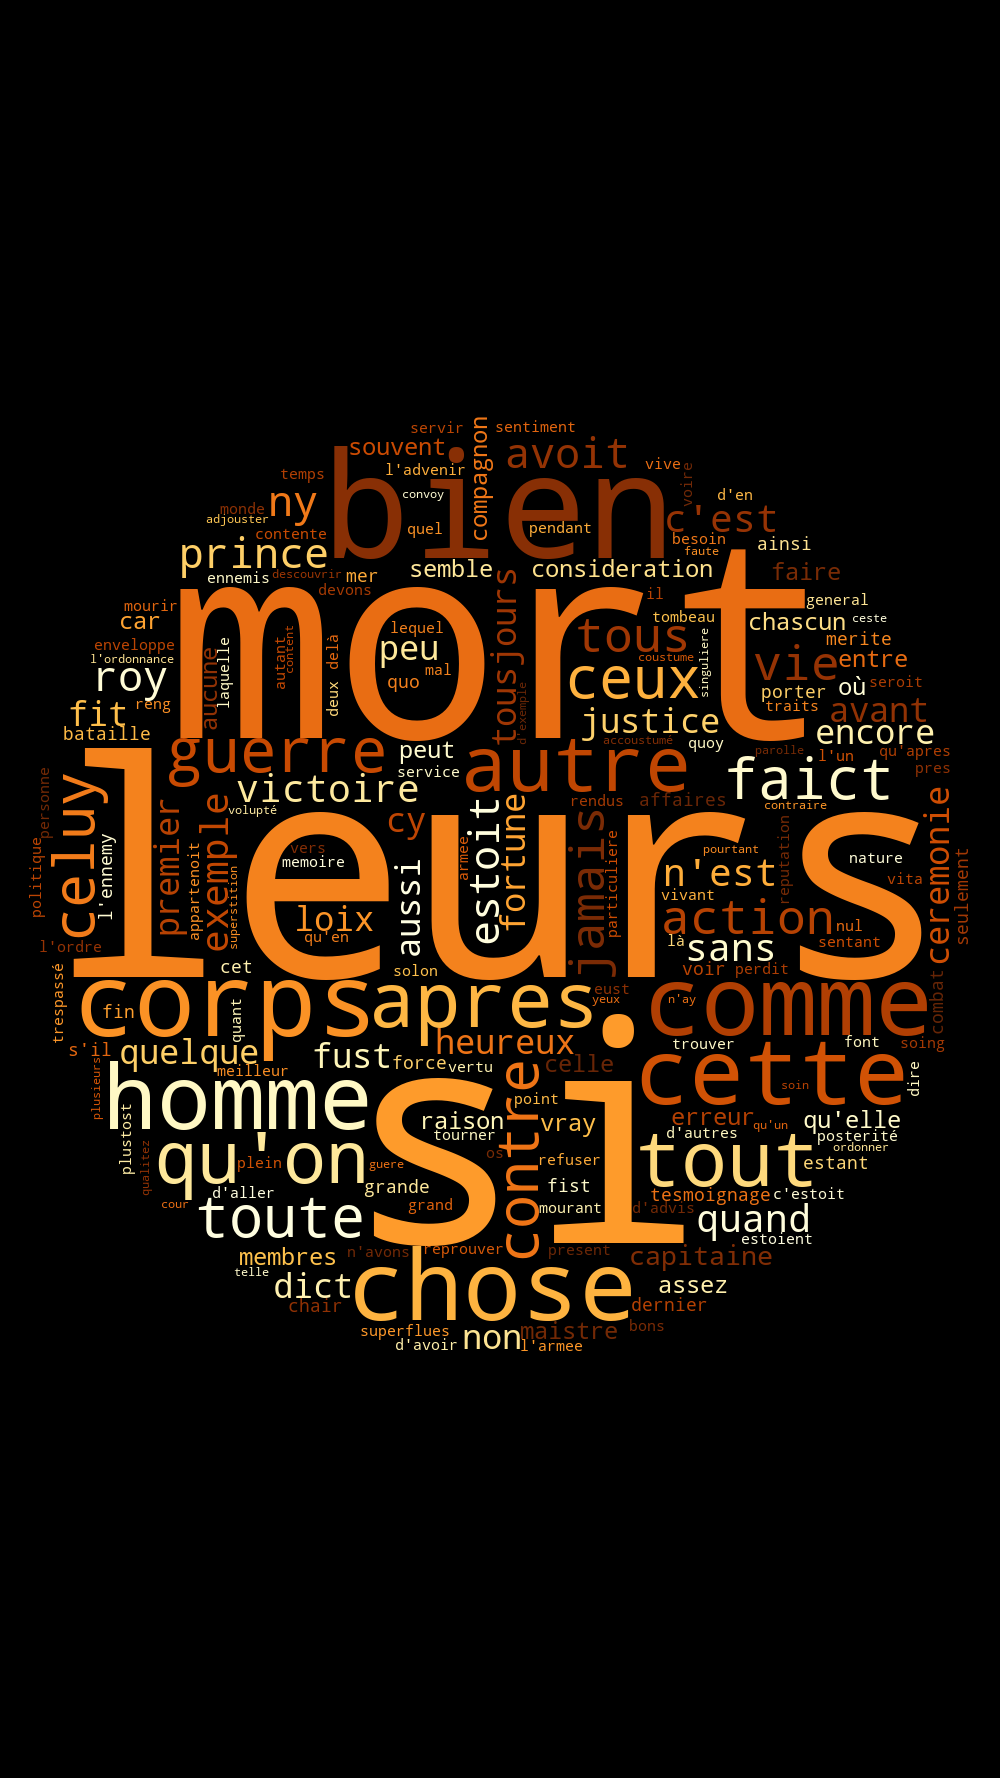 servir
sentiment
souvent
compagnon
avoit
bien
l'advenir
vive
voire
temps
convoy
d'en
monde
ny
adjouster
quel
pendant
c'est
contente
besoin
faute
ainsi
prince
semble
consideration
ennemis
descouvrir
mer
devons
faire
mort
tousjours
il
general
mourir
car
lequel
tombeau
chascun
ceste
enveloppe
l'ordonnance
aucune
laquelle
autant
content
deux
delà
peu
tous
coustume
singuliere
merite
vie
entre
roy
mal
quo
ceux
porter
où
seroit
reng
fit
d'exemple
justice
traits
avant
bataille
guerre
peut
autre
accoustumé
quoy
parolle
l'un
encore
qu'apres
pres
service
faict
personne
celuy
leurs
victoire
volupté
cy
rendus
affaires
contraire
ceremonie
premier
exemple
estoit
fortune
jamais
politique
l'ennemy
appartenoit
superstition
vers
memoire
armee
particuliere
n'est
pourtant
reputation
nature
vita
seulement
aussi
vivant
loix
qu'en
action
nul
l'ordre
là
sans
sentant
trespassé
cet
solon
voir
perdit
combat
corps
apres
eust
yeux
n'ay
comme
fin
quant
s'il
quelque
fust
heureux
trouver
font
soing
meilleur
force
vertu
celle
cette
soin
dire
plusieurs
homme
si
contre
point
plustost
raison
tourner
vray
erreur
qu'un
qu'elle
d'autres
posterité
ordonner
qualitez
qu'on
plein
guere
os
refuser
tout
estant
cour
d'aller
grande
grand
fist
mourant
tesmoignage
c'estoit
d'advis
toute
quand
estoient
membres
n'avons
reprouver
present
capitaine
telle
dict
chose
assez
chair
dernier
superflues
non
maistre
bons
d'avoir
l'armee